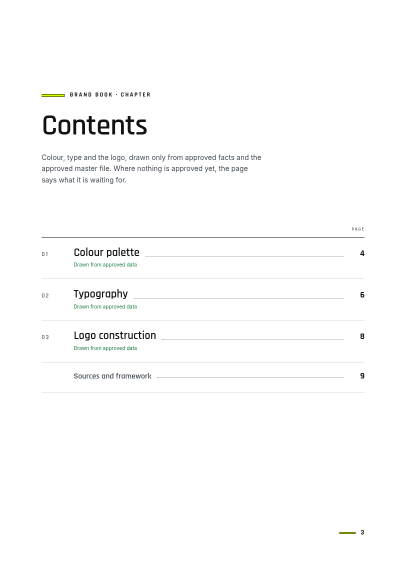 BRAND BOOK · CHAPTER
Contents
Colour, type and the logo, drawn only from approved facts and the
approved master file. Where nothing is approved yet, the page
says what it is waiting for.
PAGE
01 Colour palette 4
Drawn from approved data
02 Typography 6
Drawn from approved data
03 Logo construction 8
Drawn from approved data
Sources and framework 9
3